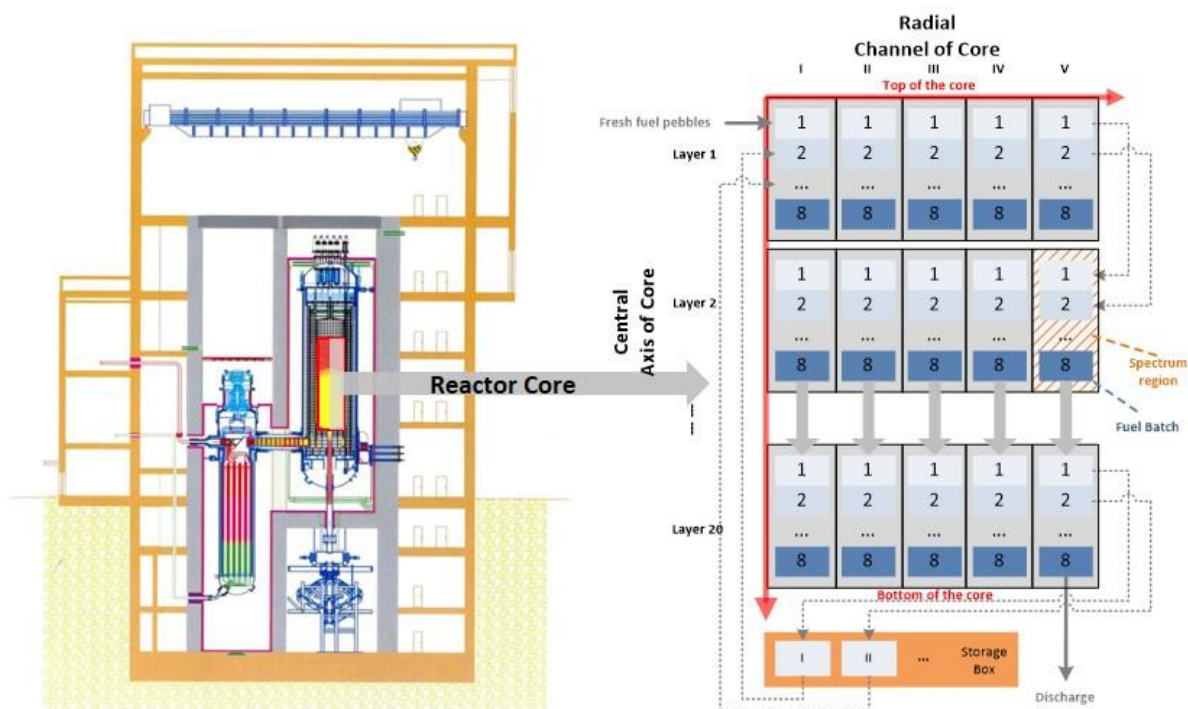 Radial
Channel of Core
I II III IV V
Top of the core
Fresh fuel pebbles
1 1 1 1 1
Layer 1
2 2 2 2 2
... ... ... ... ...
8 8 8 8 8
Central
Axis of Core
1 1 1 1 1
Layer 2
2 2 2 2 2
... ... ... ... ...
8 8 8 8 8
Spectrum
region
Reactor Core
Fuel Batch
1 1 1 1 1
2 2 2 2 2
Layer 20
... ... ... ... ...
8 8 8 8 8
Bottom of the core
I II ... Storage
Box
Discharge